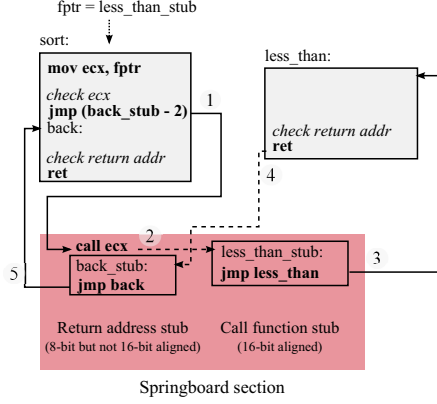 fptr = less_than_stub
sort:
mov ecx, fptr
check ecx
jmp (back_stub - 2)
back:
check return addr
ret
1
less_than:
check return addr
ret
4
call ecx
2
back_stub:
jmp back
less_than_stub:
jmp less_than
3
5
Return address stub
(8-bit but not 16-bit aligned)
Call function stub
(16-bit aligned)
Springboard section